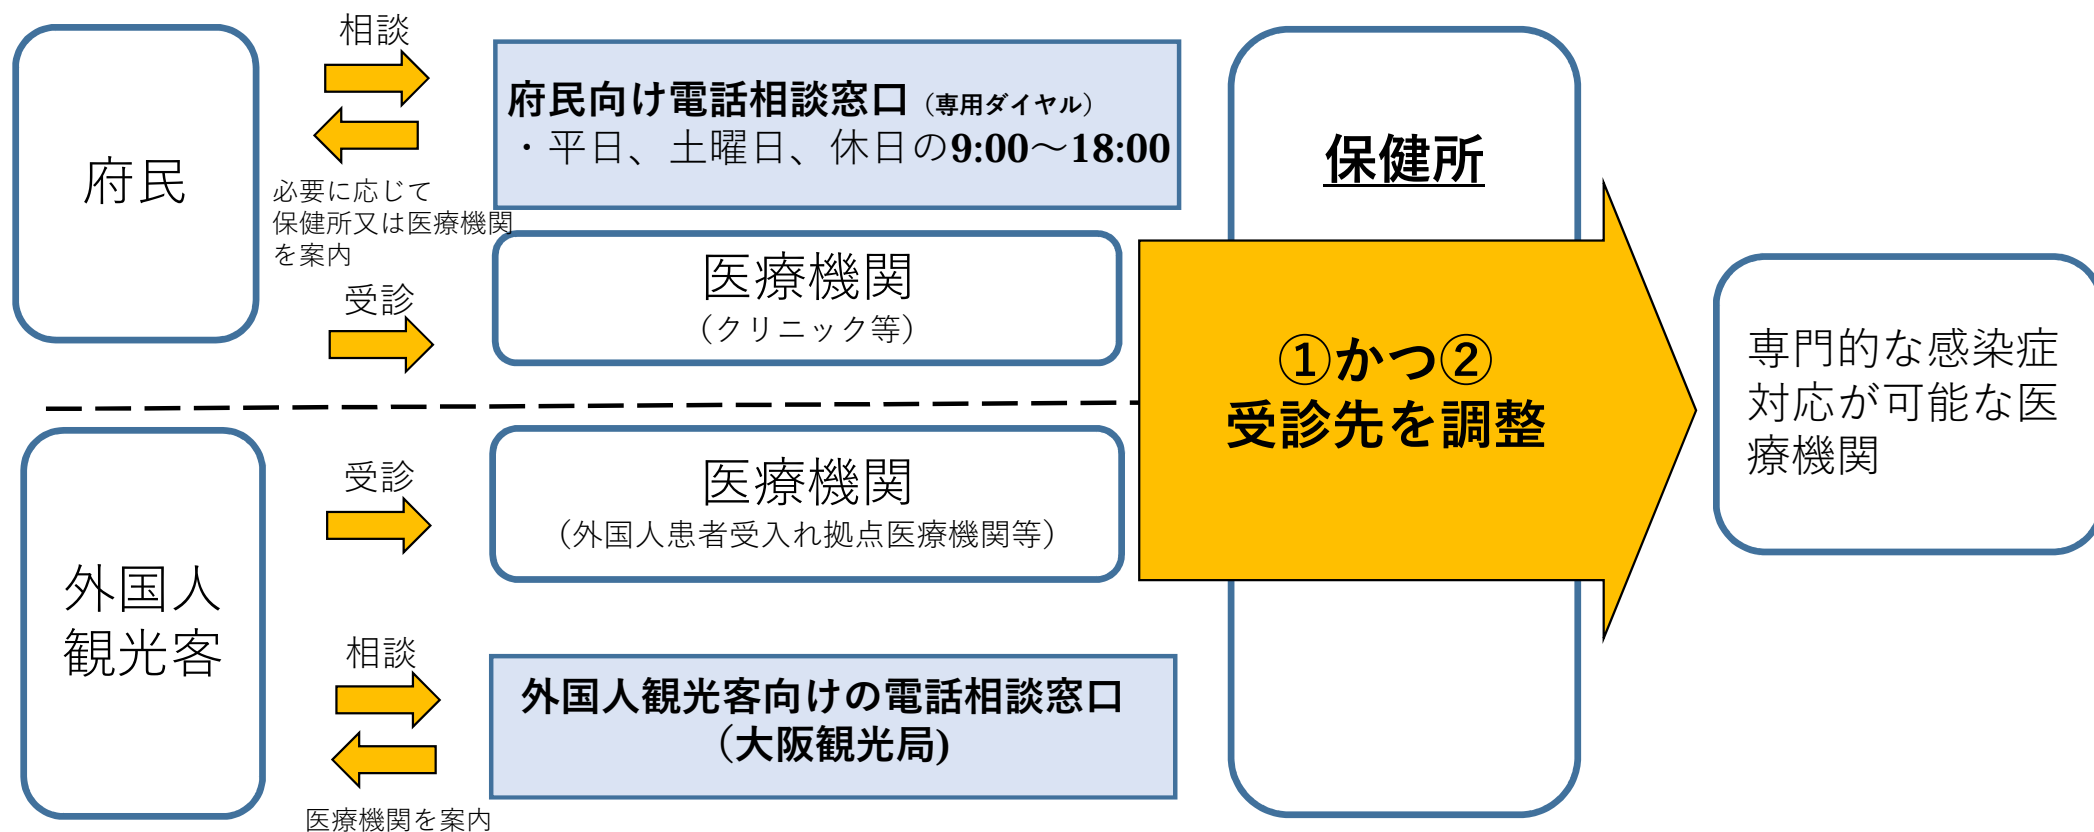 府民
相談
必要に応じて
保健所又は医療機関
を案内
受診
府民向け電話相談窓口（専用ダイヤル）
・平日、土曜日、休日の9:00～18:00
医療機関
（クリニック等）
外国人
観光客
受診
相談
医療機関を案内
医療機関
（外国人患者受入れ拠点医療機関等）
外国人観光客向けの電話相談窓口
（大阪観光局)
保健所
①かつ②
受診先を調整
専門的な感染症
対応が可能な医
療機関